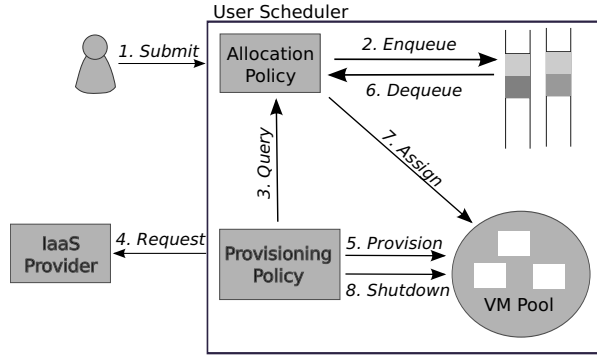 User Scheduler
1. Submit
Allocation
Policy
2. Enqueue
6. Dequeue
3. Query
7. Assign
IaaS
Provider
4. Request
Provisioning
Policy
5. Provision
8. Shutdown
VM Pool